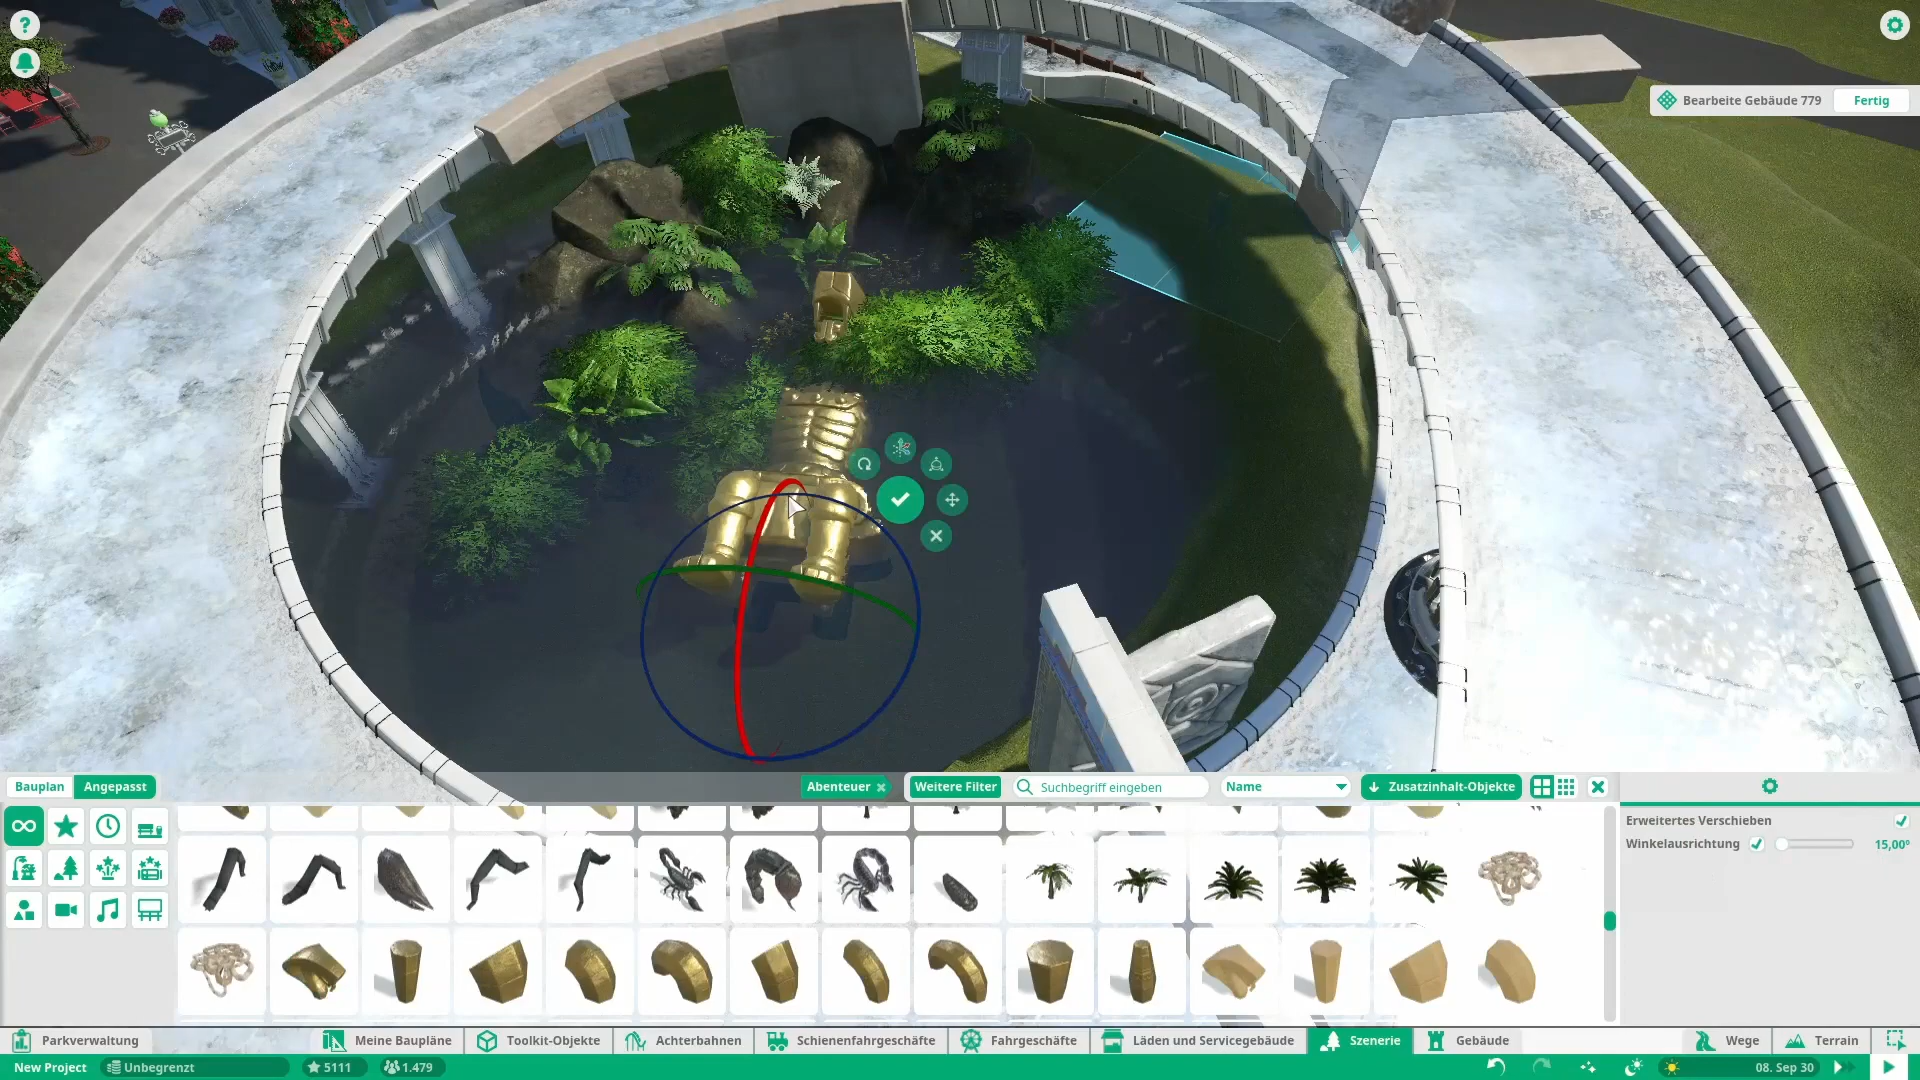 ?
Bearbeite Gebäude 779 Fertig
Bauplan Angepasst Abenteuer Weitere Filter Suchbegriff eingeben Name Zusatzinhalt-Objekte
Erweitertes Verschieben
Winkelausrichtung 15,00°
Parkverwaltung Meine Baupläne Toolkit-Objekte Achterbahnen Schienenfahrgeschäfte Fahrgeschäfte Läden und Servicegebäude Szenerie Gebäude Wege Terrain
New Project Unbegrenzt 5111 1.479 08. Sep 30